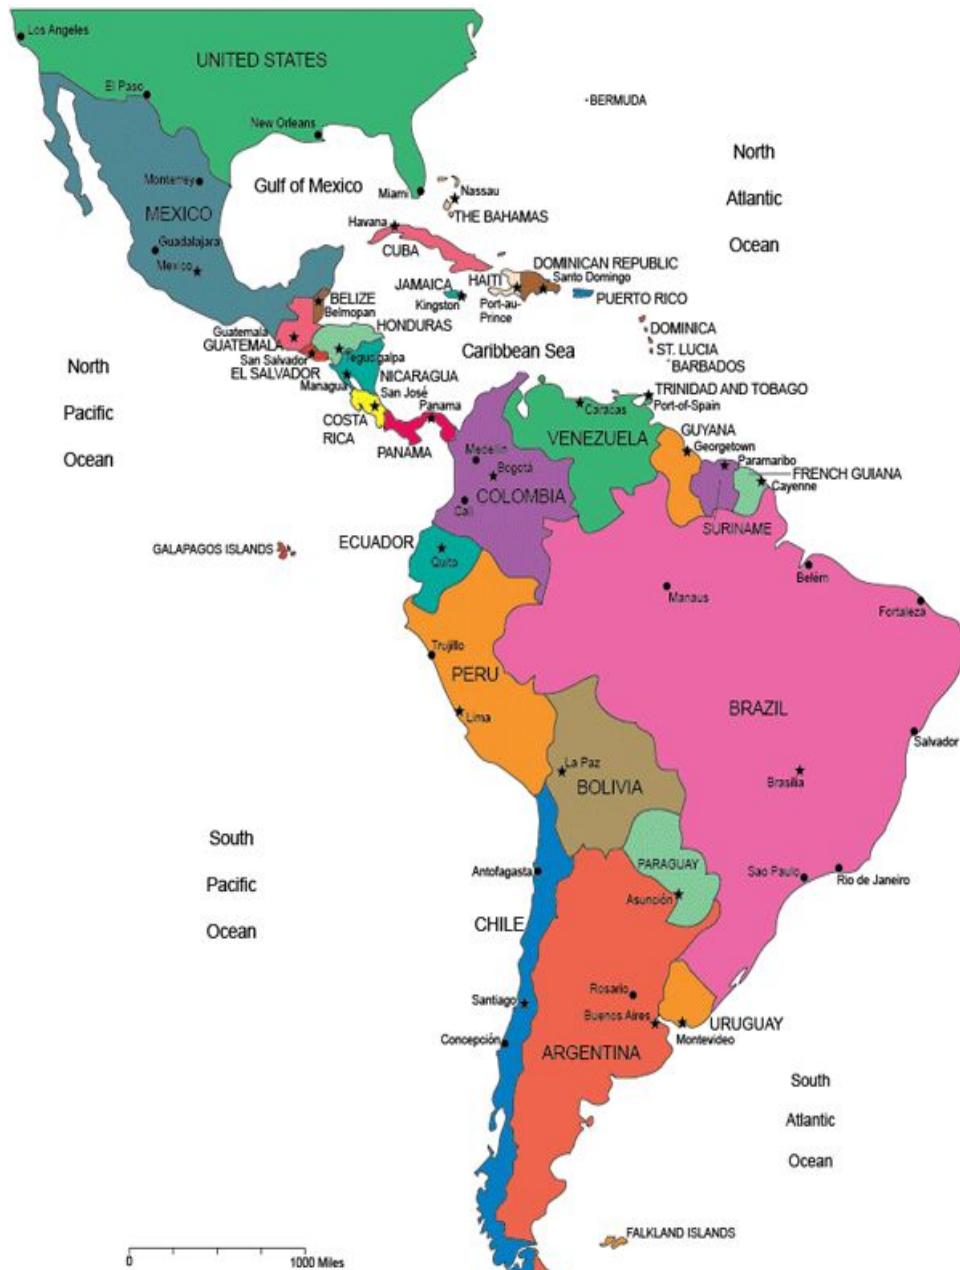 Los Angeles
UNITED STATES
El Paso
BERMUDA
New Orleans
North
Atlantic
Ocean
Monterrey
Gulf of Mexico
Miami
Nassau
MEXICO
THE BAHAMAS
Havana
Guadalajara
CUBA
Mexico
DOMINICAN REPUBLIC
HAITI
Santo Domingo
JAMAICA
Kingston
Port-au-
Prince
PUERTO RICO
BELIZE
Belmopan
HONDURAS
Guatemala
GUATEMALA
DOMINICA
Tegucigalpa
Caribbean Sea
ST. LUCIA
San Salvador
BARBADOS
EL SALVADOR
NICARAGUA
Managua
North
Pacific
Ocean
San José
TRINIDAD AND TOBAGO
Port-of-Spain
Panama
Caracas
COSTA
RICA
PANAMA
VENEZUELA
GUYANA
Georgetown
Medellín
Paramaribo
Bogotá
FRENCH GUIANA
Cayenne
COLOMBIA
Cali
SURINAME
ECUADOR
GALAPAGOS ISLANDS
Quito
Belém
Manaus
Fortaleza
Trujillo
PERU
BRAZIL
Lima
Salvador
La Paz
BOLIVIA
Brasilia
South
Pacific
Ocean
PARAGUAY
Antofagasta
Sao Paulo
Rio de Janeiro
Asunción
CHILE
Rosario
Santiago
Buenos Aires
URUGUAY
Montevideo
Concepción
ARGENTINA
South
Atlantic
Ocean
FALKLAND ISLANDS
0
1000 Miles